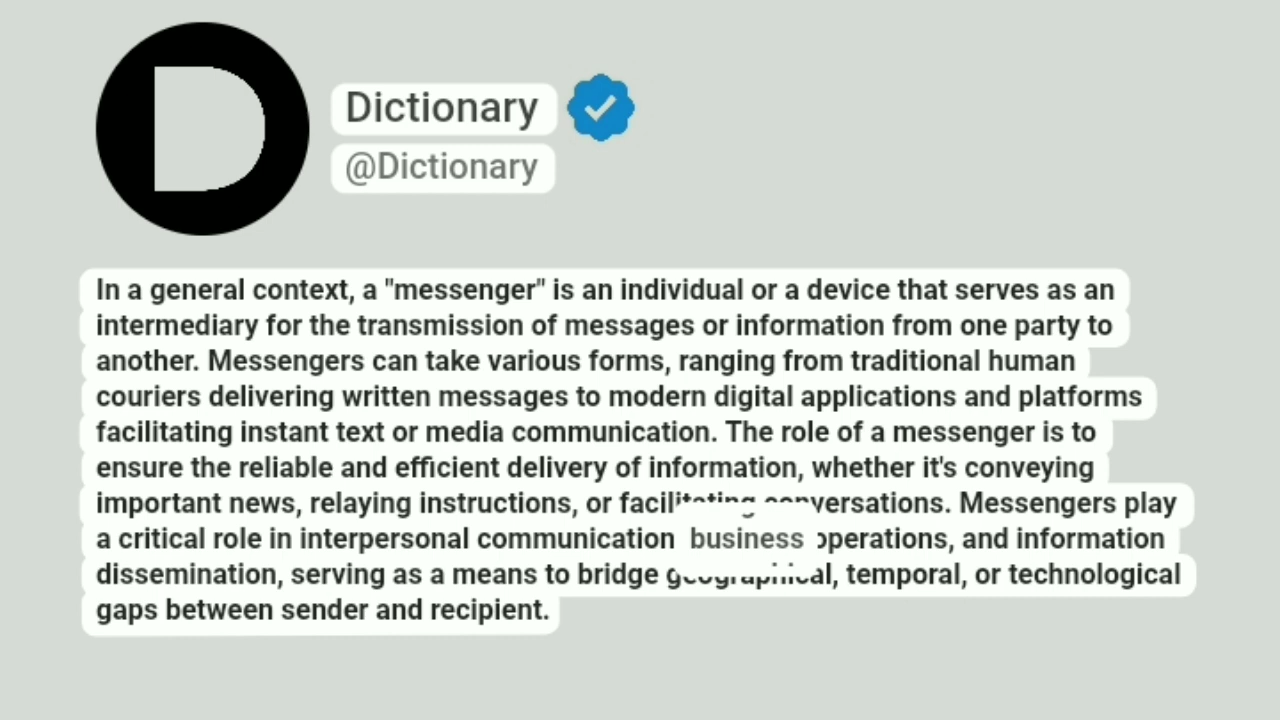 D
Dictionary
@Dictionary
In a general context, a "messenger" is an individual or a device that serves as an
intermediary for the transmission of messages or information from one party to
another. Messengers can take various forms, ranging from traditional human
couriers delivering written messages to modern digital applications and platforms
facilitating instant text or media communication. The role of a messenger is to
ensure the reliable and efficient delivery of information, whether it's conveying
important news, relaying instructions, or facilitating conversations. Messengers play
a critical role in interpersonal communication business operations, and information
dissemination, serving as a means to bridge geographical, temporal, or technological
gaps between sender and recipient.